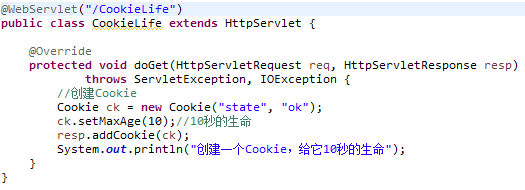 @WebServlet("/CookieLife")
public class CookieLife extends HttpServlet {
@Override
protected void doGet(HttpServletRequest req, HttpServletResponse resp)
throws ServletException, IOException {
//创建Cookie
Cookie ck = new Cookie("state", "ok");
ck.setMaxAge(10);//10秒的生命
resp.addCookie(ck);
System.out.println("创建一个Cookie，给它10秒的生命");
}
}